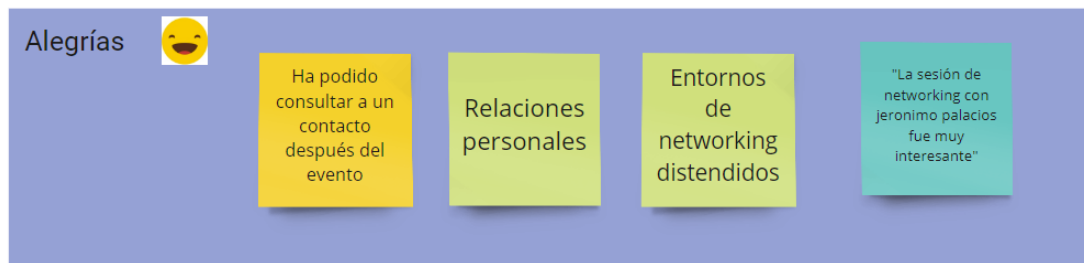 Alegrías
Ha podido
consultar a un
contacto
después del
evento
Relaciones
personales
Entornos
de
networking
distendidos
"La sesión de
networking con
jeronimo palacios
fue muy
interesante"